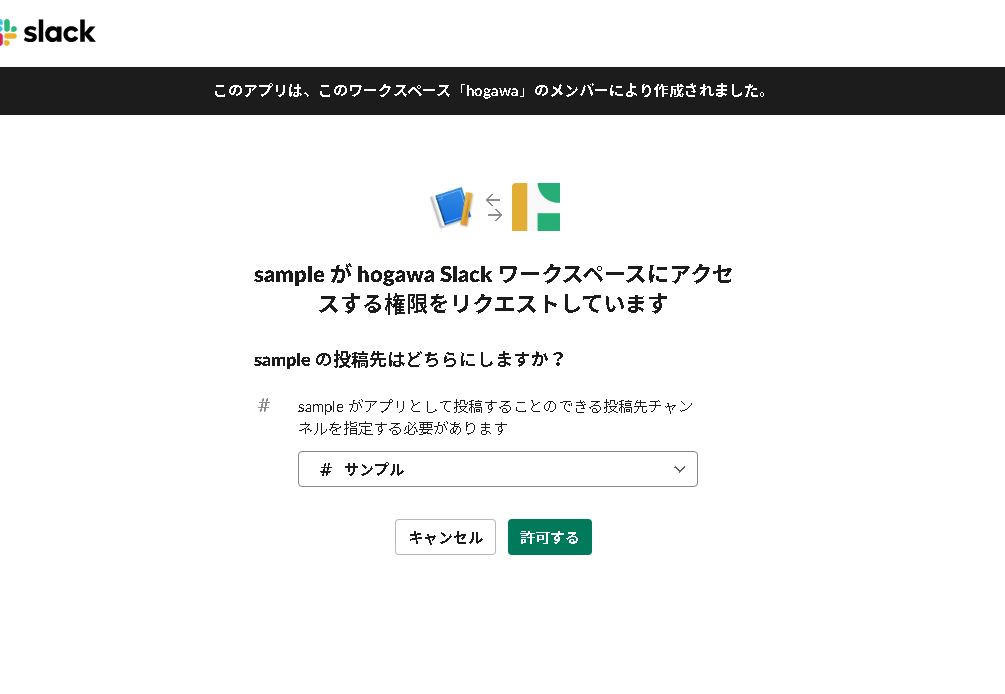 slack
このアプリは、このワークスペース「hogawa」のメンバーにより作成されました。
sample が hogawa Slack ワークスペースにアクセ
スする権限をリクエストしています
sample の投稿先はどちらにしますか？
# sample がアプリとして投稿することのできる投稿先チャン
ネルを指定する必要があります
# サンプル
キャンセル 許可する